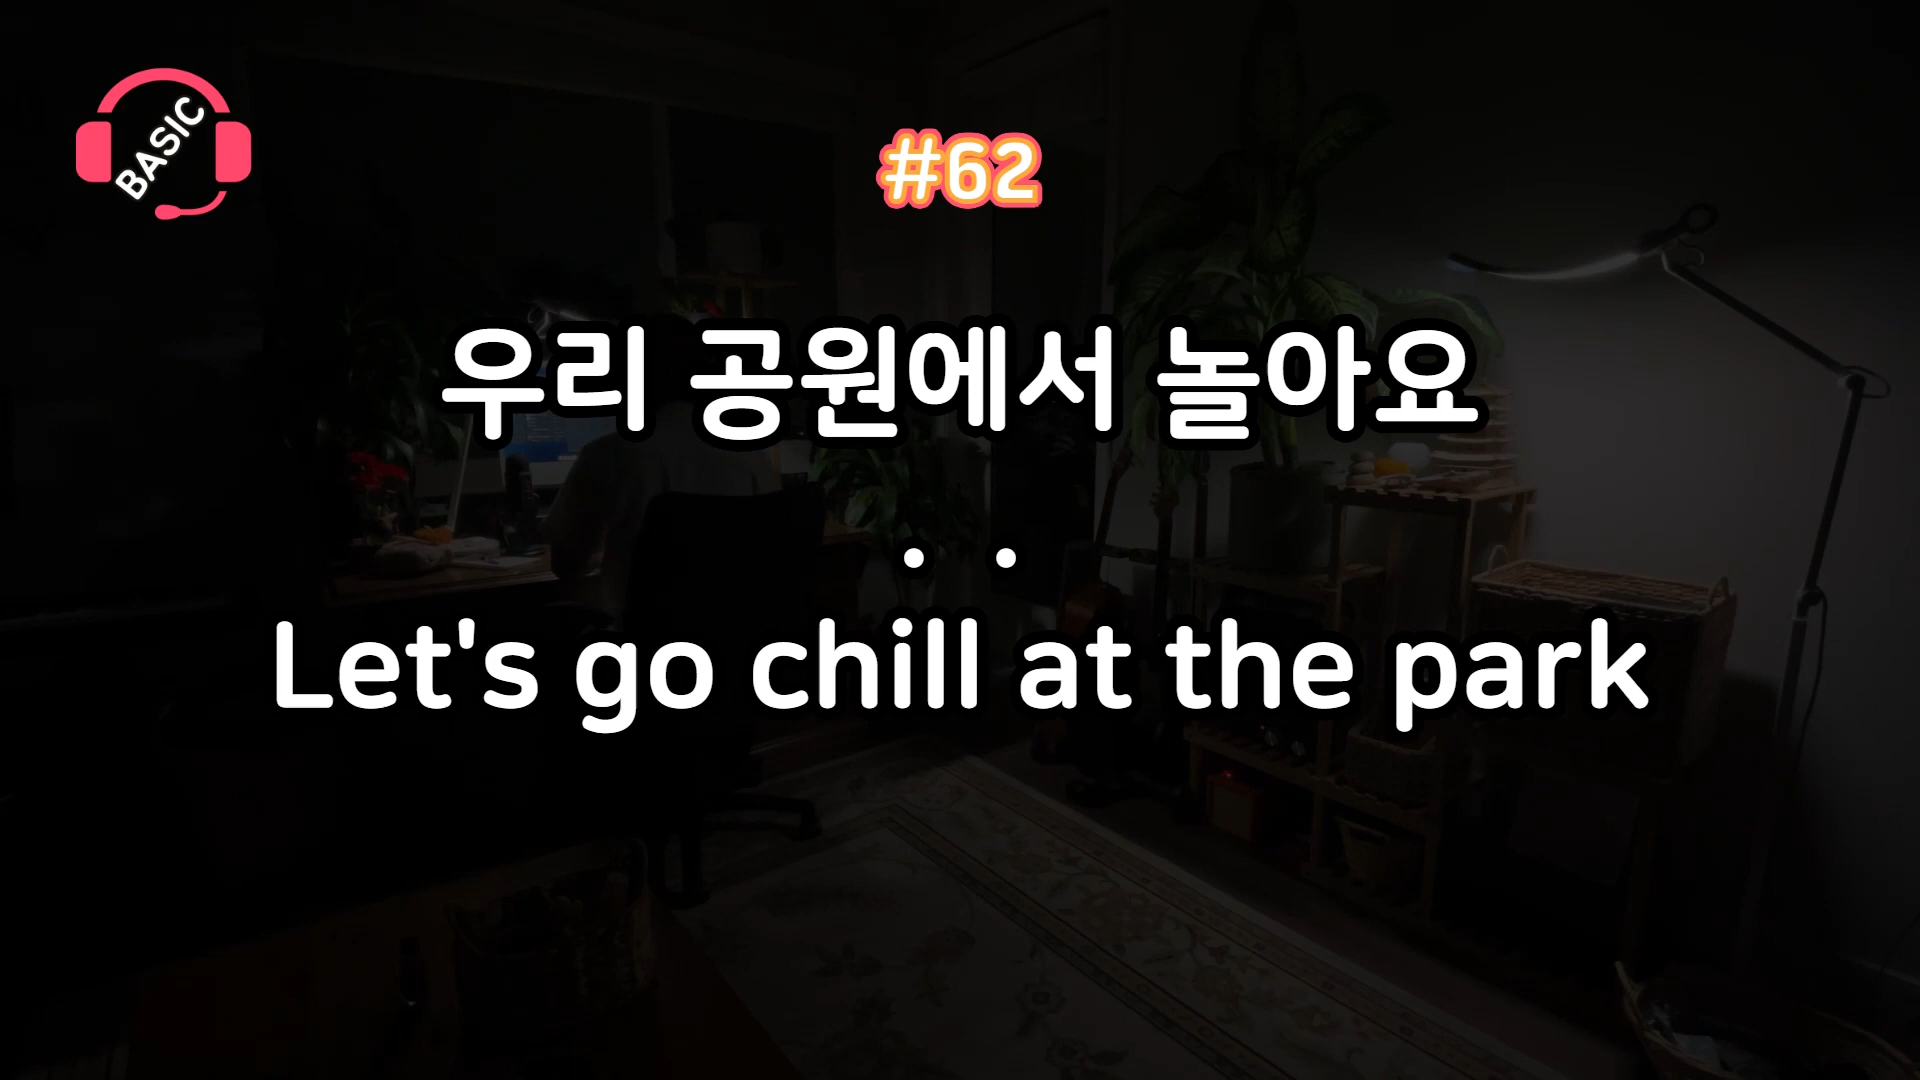 BASIC
#62
우리 공원에서 놀아요
. .
Let's go chill at the park